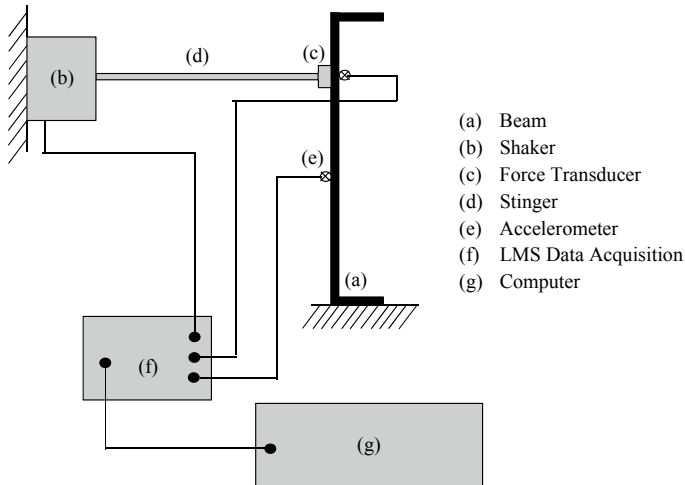 (d)
(c)
(b)
(e)
(a)
(f)
(g)
(a) Beam
(b) Shaker
(c) Force Transducer
(d) Stinger
(e) Accelerometer
(f) LMS Data Acquisition
(g) Computer